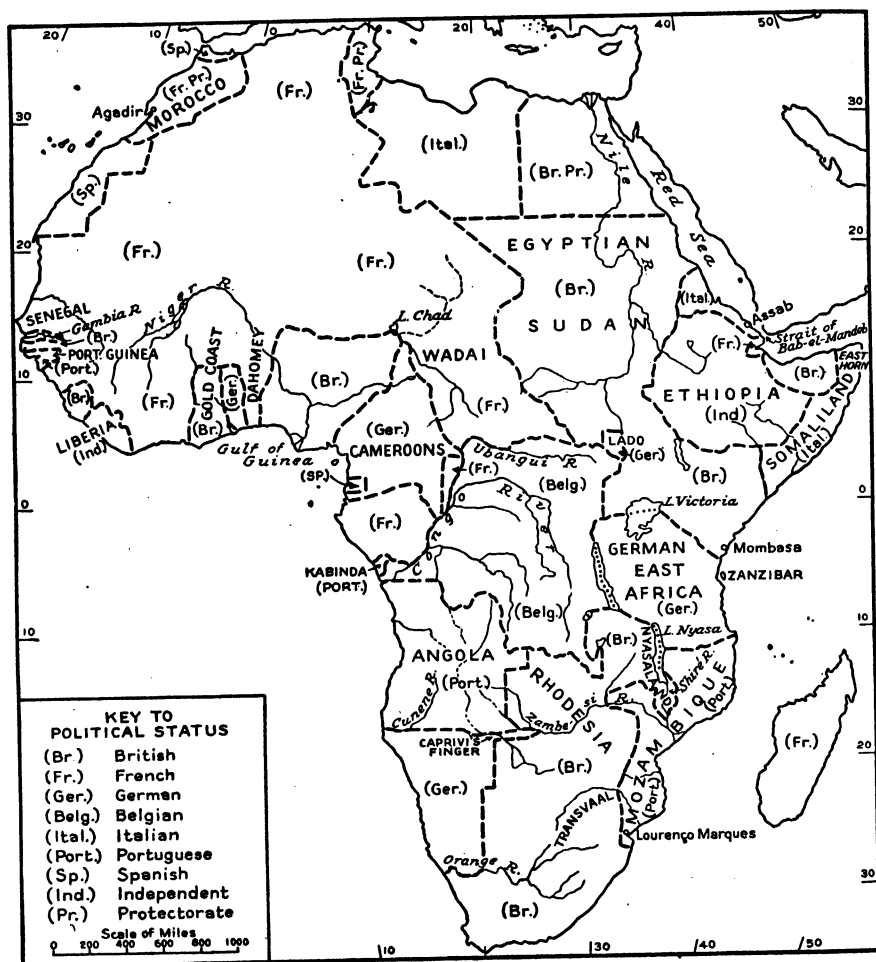 20
10
0
10
20
30
40
50
(Sp.)
(Fr. Pr.)
MOROCCO
Agadir
(Fr.)
(Fr. Pr.)
30
30
(Ital.)
(Br. Pr.)
Nile
R.
Red
Sea
(Sp.)
20
20
(Fr.)
(Fr.)
EGYPTIAN
(Br.)
SUDAN
Niger R.
SENEGAL
Gambia R.
(Br.)
PORT. GUINEA
(Port.)
L. Chad
WADAI
(Ital.)
Assab
Strait of
Bab-el-Mandeb
(Fr.)
10
10
(Br.)
LIBERIA
(Ind)
(Fr.)
GOLD COAST
(Br.)
(Ger.)
DAHOMEY
(Br.)
(Fr.)
ETHIOPIA
(Ind)
(Br.)
EAST
HORN
SOMALILAND
(Ital.)
Gulf of
Guinea
(Ger.)
CAMEROONS
(Fr.)
Ubangui R.
LADO
(Ger.)
(Belg.)
(Br.)
(SP.)
0
0
(Fr.)
Congo
River
L. Victoria
KABINDA
(PORT.)
GERMAN
EAST
AFRICA
(Ger.)
Mombasa
ZANZIBAR
(Belg.)
10
10
ANGOLA
(Port.)
Cunene R.
(Br.)
L. Nyasa
NYASALAND
Shiré R.
RHODESIA
Zambesi R.
MOZAMBIQUE
(Port.)
(Port.)
CAPRIVI'S
FINGER
(Ger.)
(Br.)
(Fr.)
20
TRANSVAAL
Lourenço Marques
Orange R.
(Br.)
30
KEY TO
POLITICAL STATUS
(Br.) British
(Fr.) French
(Ger.) German
(Belg.) Belgian
(Ital.) Italian
(Port.) Portuguese
(Sp.) Spanish
(Ind.) Independent
(Pr.) Protectorate
Scale of Miles
0 200 400 600 800 1000
10
20
30
40
50